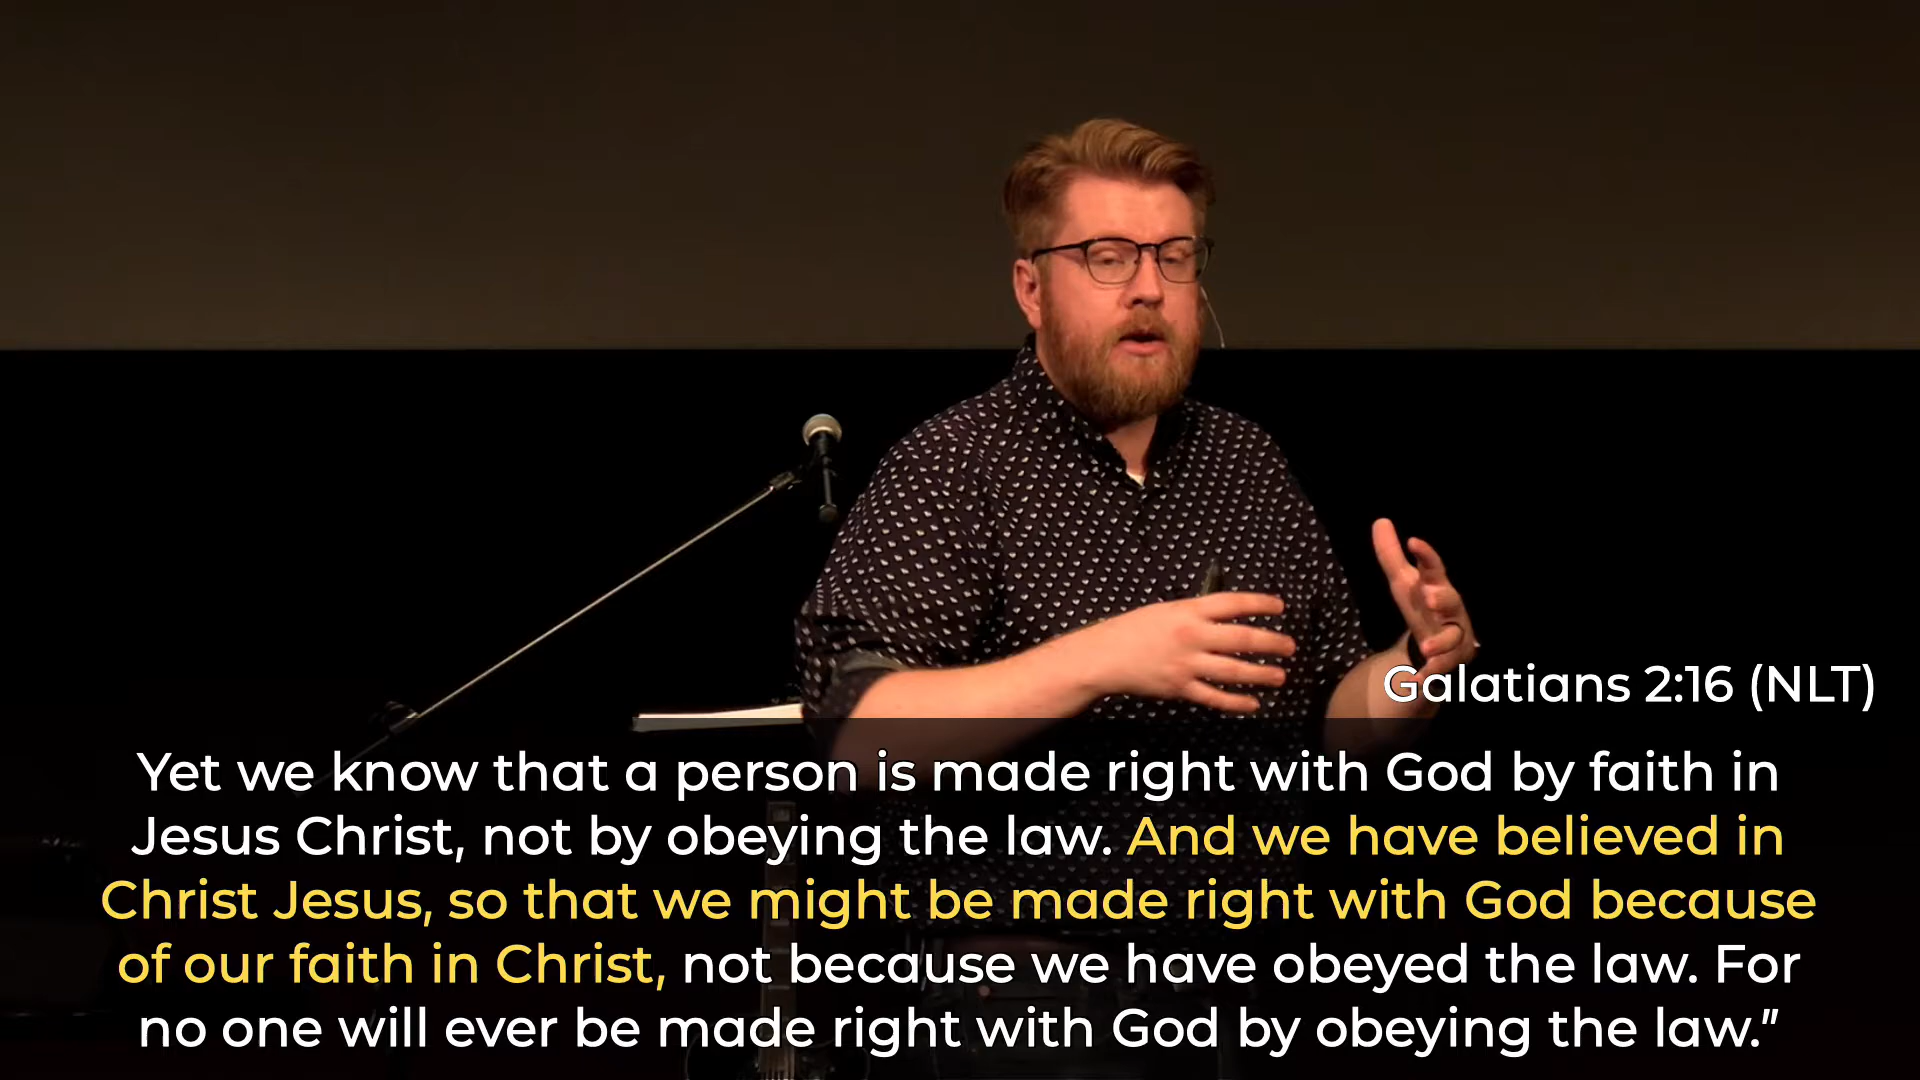 Galatians 2:16 (NLT)
Yet we know that a person is made right with God by faith in
Jesus Christ, not by obeying the law. And we have believed in
Christ Jesus, so that we might be made right with God because
of our faith in Christ, not because we have obeyed the law. For
no one will ever be made right with God by obeying the law.”